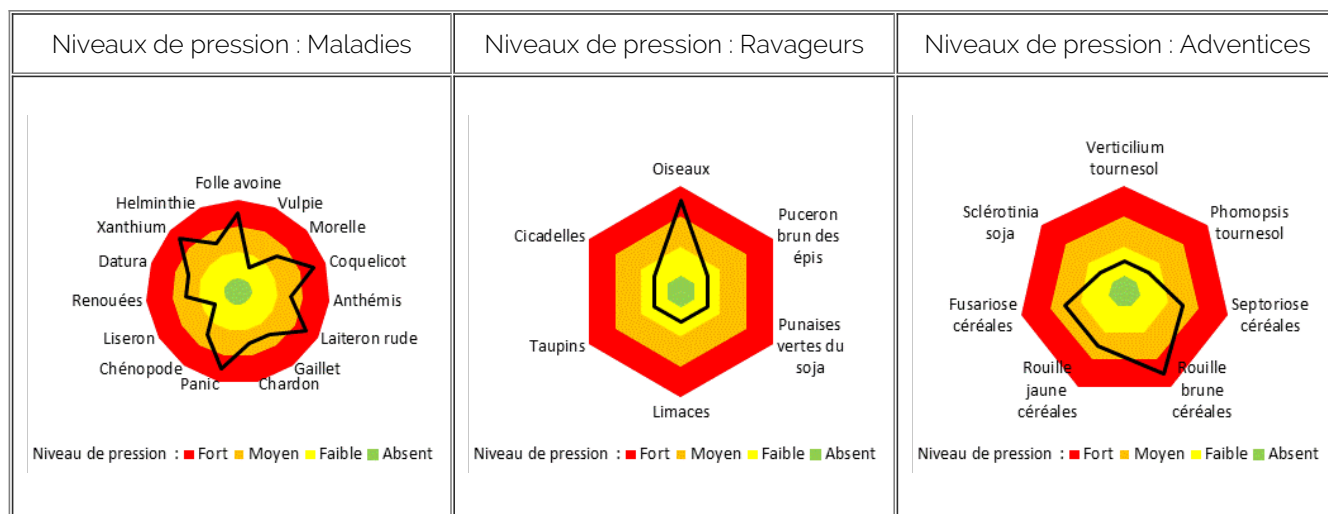 Niveaux de pression : Maladies
Niveaux de pression : Ravageurs
Niveaux de pression : Adventices
Folle avoine
Helminthie
Vulpie
Xanthium
Morelle
Datura
Coquelicot
Renouées
Anthémis
Liseron
Laiteron rude
Chénopode
Gaillet
Panic
Chardon
Niveau de pression : Fort Moyen Faible Absent
Oiseaux
Cicadelles
Puceron
brun des
épis
Taupins
Punaises
vertes du
soja
Limaces
Niveau de pression : Fort Moyen Faible Absent
Verticilium
tournesol
Sclérotinia
soja
Phomopsis
tournesol
Fusariose
céréales
Septoriose
céréales
Rouille
jaune
céréales
Rouille
brune
céréales
Niveau de pression : Fort Moyen Faible Absent